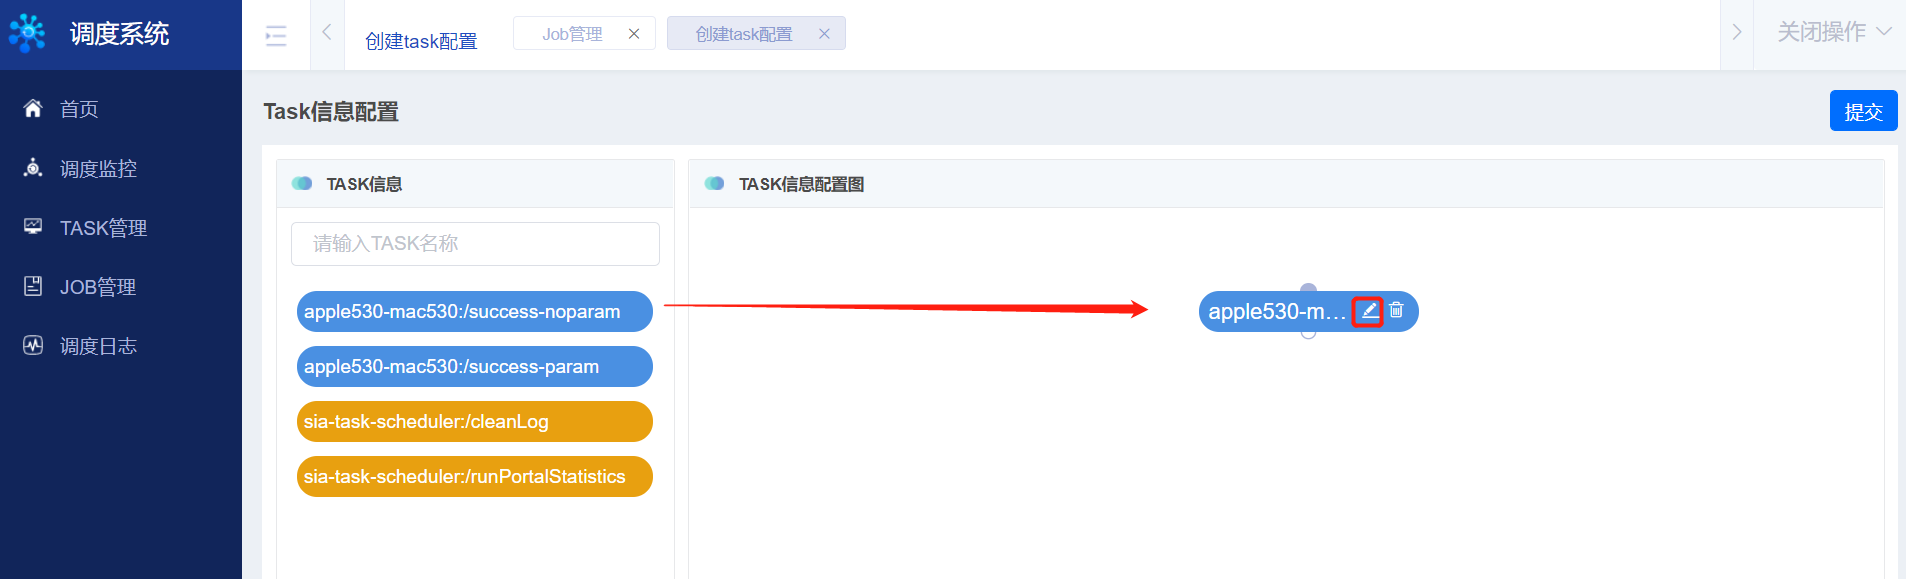 调度系统
首页
调度监控
TASK管理
JOB管理
调度日志
创建task配置
Job管理
创建task配置
关闭操作
Task信息配置
提交
TASK信息
请输入TASK名称
apple530-mac530:/success-noparam
apple530-mac530:/success-param
sia-task-scheduler:/cleanLog
sia-task-scheduler:/runPortalStatistics
TASK信息配置图
apple530-m...